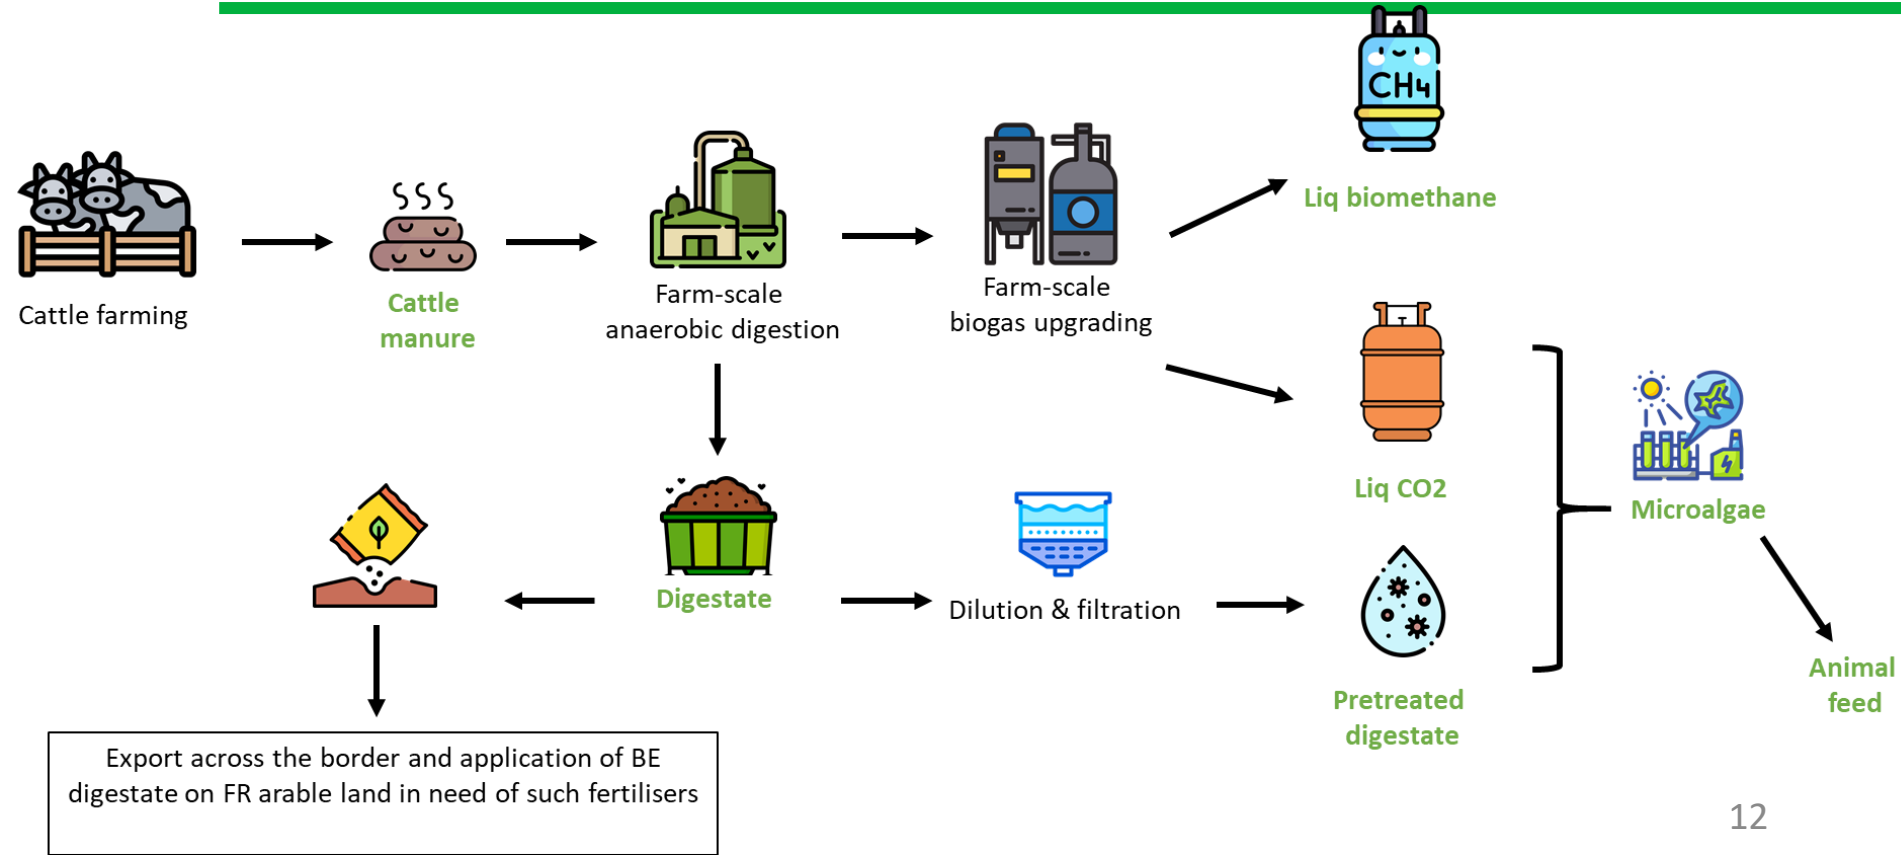 CH4
Liq biomethane
Cattle farming
Cattle
manure
Farm-scale
anaerobic digestion
Farm-scale
biogas upgrading
Liq CO2
Microalgae
Digestate
Dilution & filtration
Pretreated
digestate
Animal
feed
Export across the border and application of BE
digestate on FR arable land in need of such fertilisers
12